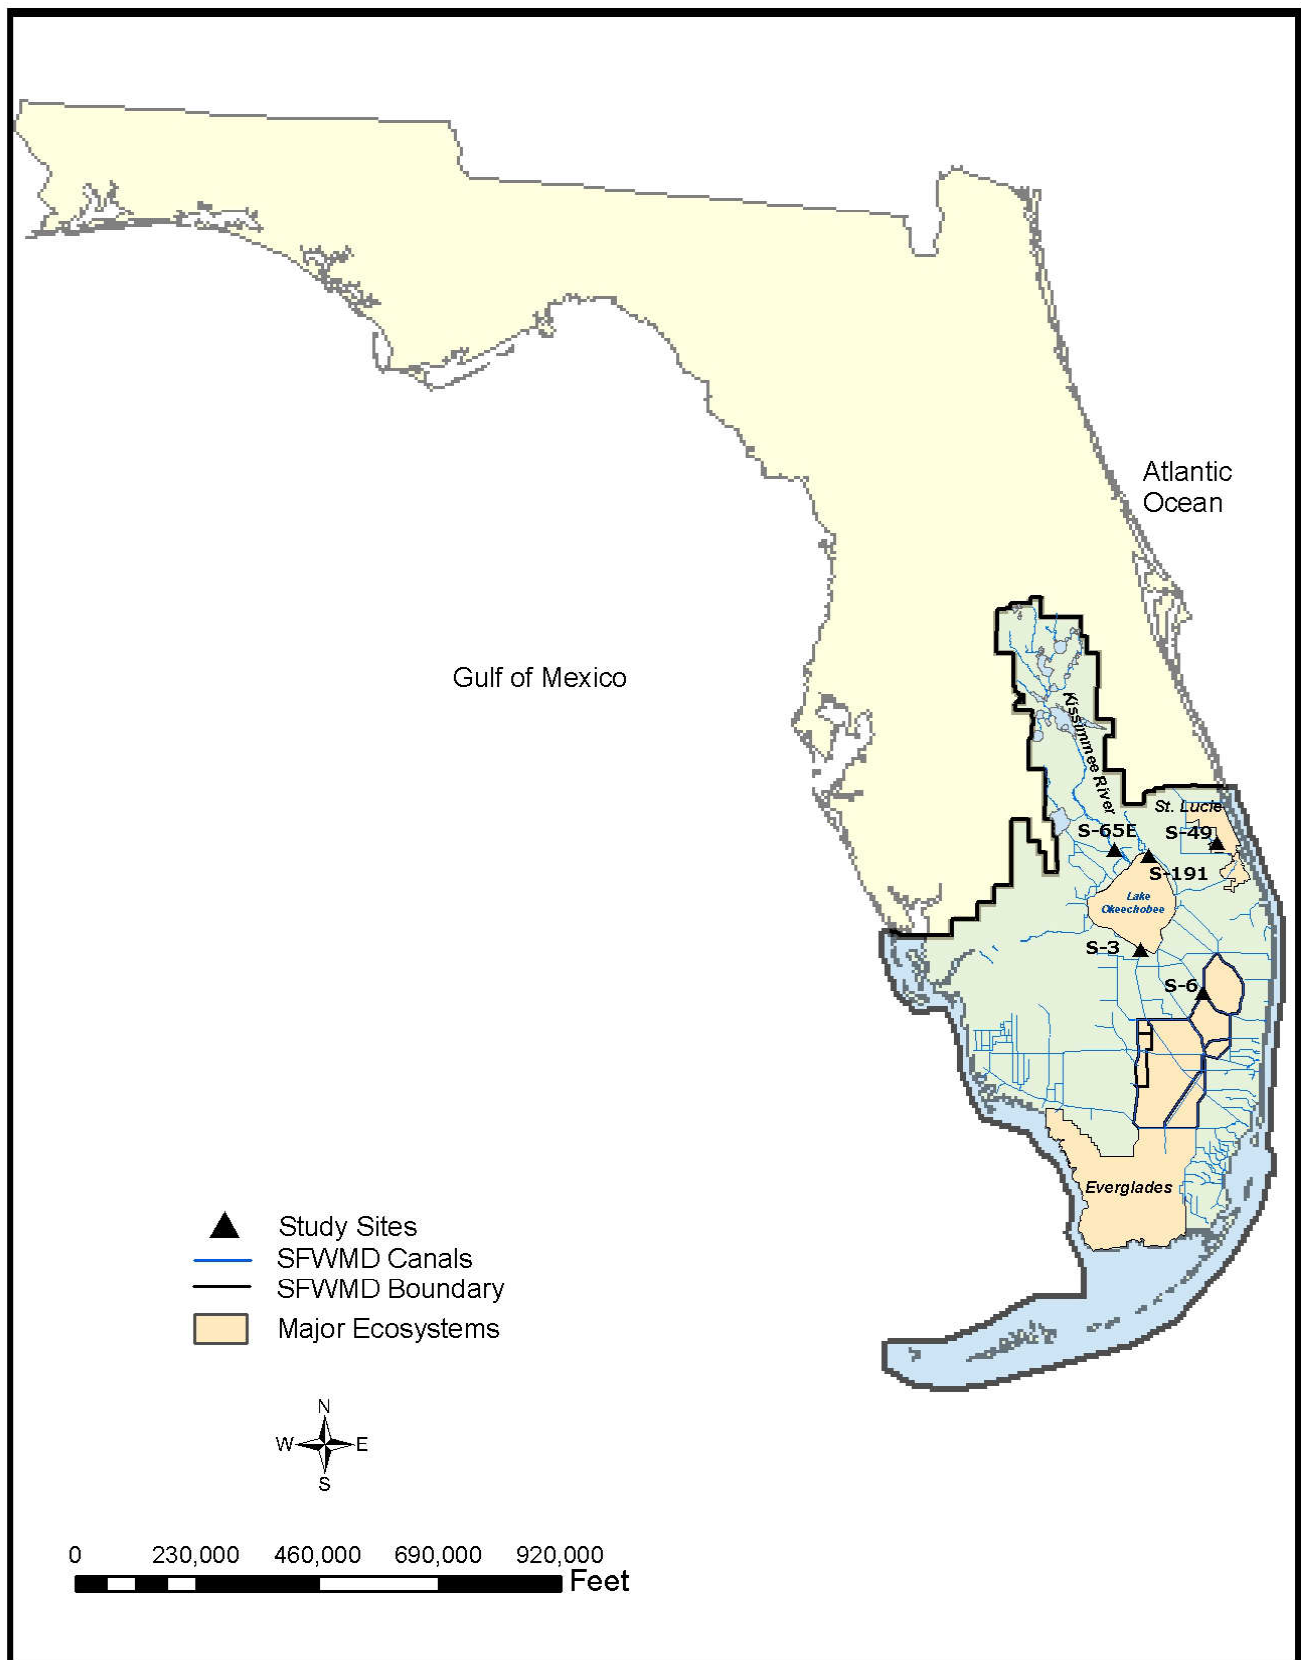 Atlantic
Ocean
Gulf of Mexico
Kissimmee River
St. Lucie
S-65E
S-49
S-191
Lake
Okeechobee
S-3
S-6
Everglades
Study Sites
SFWMD Canals
SFWMD Boundary
Major Ecosystems
N
W E
S
0 230,000 460,000 690,000 920,000
Feet